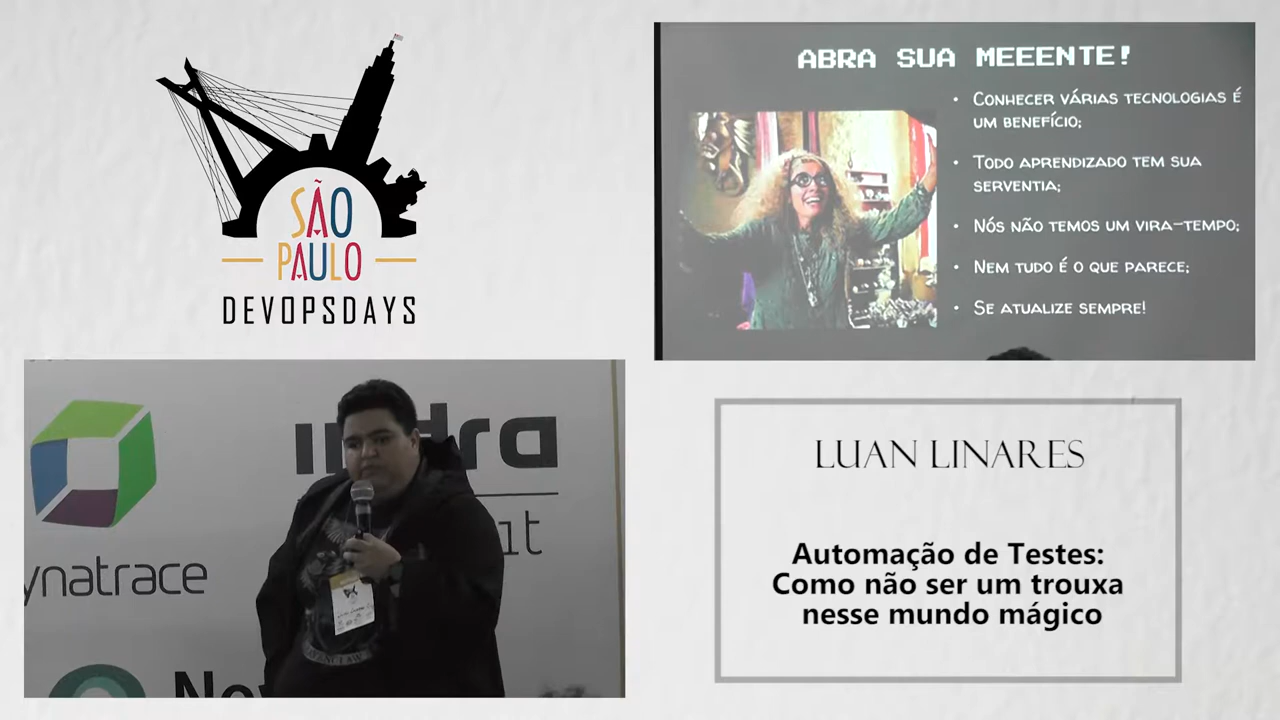 SÃO
PAULO
DEVOPSDAYS
ABRA SUA MEEENTE!
• CONHECER VÁRIAS TECNOLOGIAS É
UM BENEFÍCIO;
• TODO APRENDIZADO TEM SUA
SERVENTIA;
• NÓS NÃO TEMOS UM VIRA-TEMPO;
• NEM TUDO É O QUE PARECE;
• SE ATUALIZE SEMPRE!
ynatrace
LUAN LINARES
Automação de Testes:
Como não ser um trouxa
nesse mundo mágico